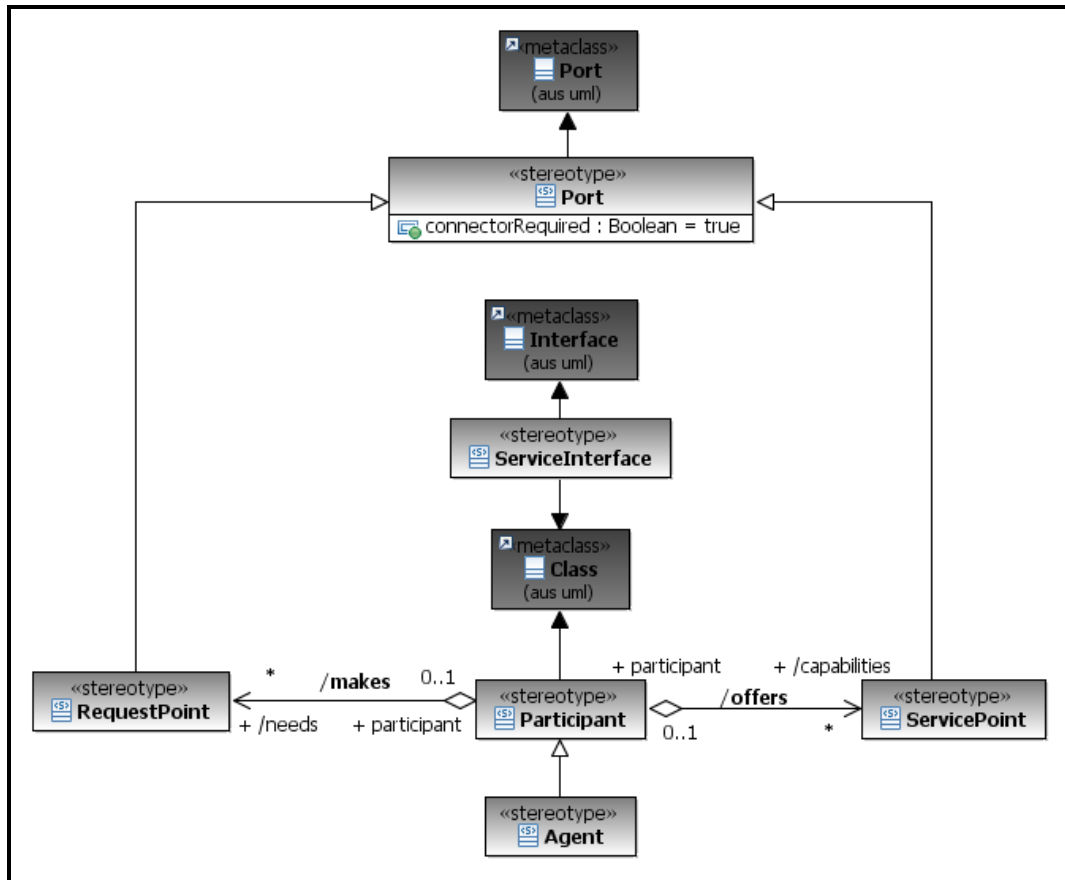 «metaclass»
Port
(aus uml)
«stereotype»
Port
connectorRequired : Boolean = true
«metaclass»
Interface
(aus uml)
«stereotype»
ServiceInterface
«metaclass»
Class
(aus uml)
«stereotype»
RequestPoint
*
/makes
0..1
+ /needs
+ participant
«stereotype»
Participant
+ participant
+ /capabilities
/offers
0..1
*
«stereotype»
ServicePoint
«stereotype»
Agent